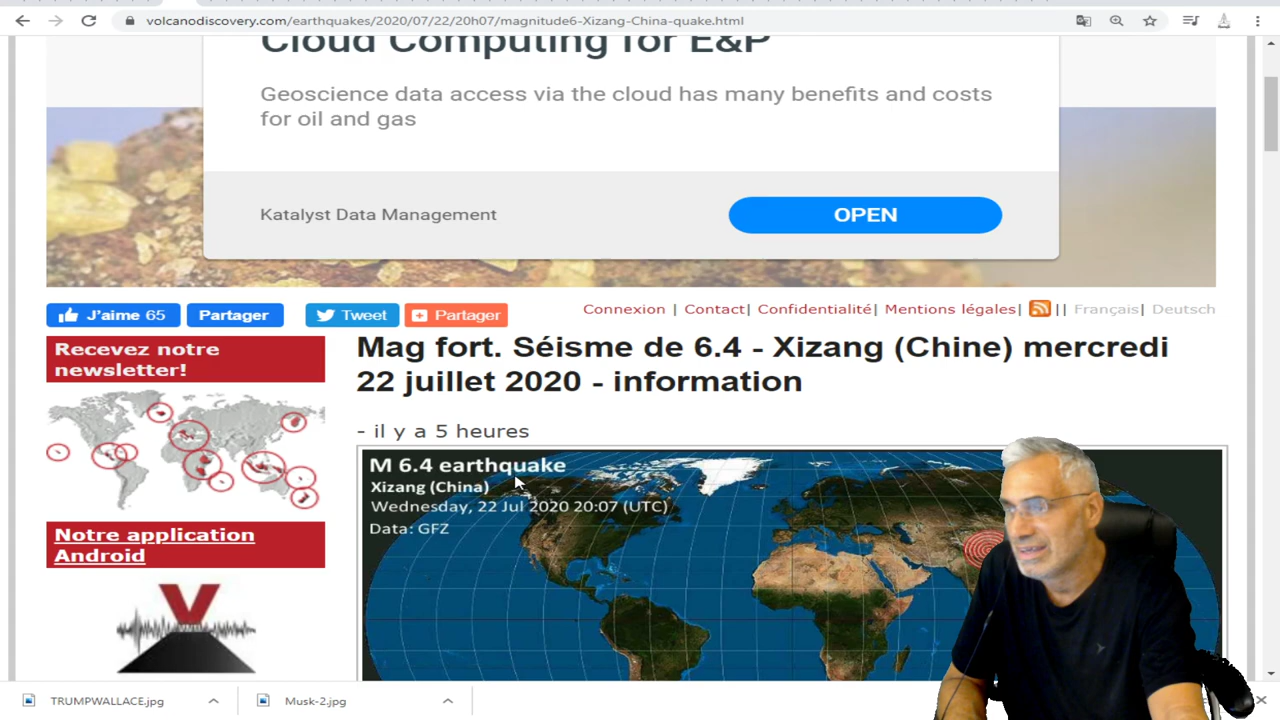 volcanodiscovery.com/earthquakes/2020/07/22/20h07/magnitude6-Xizang-China-quake.html
Cloud Computing for E&P
Geoscience data access via the cloud has many benefits and costs
for oil and gas
Katalyst Data Management
OPEN
J'aime 65
Partager
Tweet
Partager
Connexion | Contact| Confidentialité| Mentions légales| || Français| Deutsch
Recevez notre
newsletter!
Mag fort. Séisme de 6.4 - Xizang (Chine) mercredi
22 juillet 2020 - information
- il y a 5 heures
M 6.4 earthquake
Xizang (China)
Wednesday, 22 Jul 2020 20:07 (UTC)
Data: GFZ
Notre application
Android
TRUMPWALLACE.jpg
Musk-2.jpg